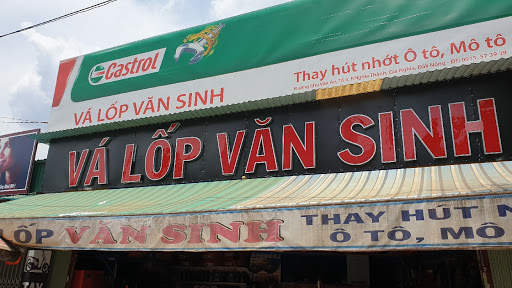 Castrol
VÁ LỐP VĂN SINH
Thay hút nhớt Ô tô, Mô tô
VÁ LỐP VĂN SINH
LỐP VĂN SINH
THAY HÚT
Ô TÔ, MÔ